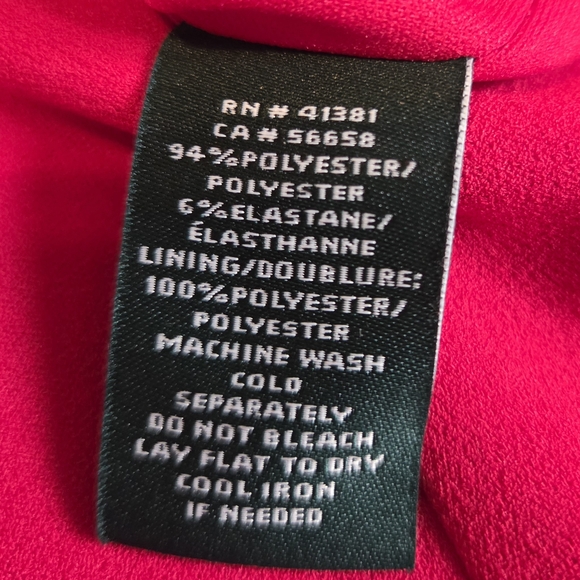 RN # 41381
CA # 56658
94%POLYESTER/
POLYESTER
6%ELASTANE/
ÉLASTHANNE
LINING/DOUBLURE:
100%POLYESTER/
POLYESTER
MACHINE WASH
COLD
SEPARATELY
DO NOT BLEACH
LAY FLAT TO DRY
COOL IRON
IF NEEDED